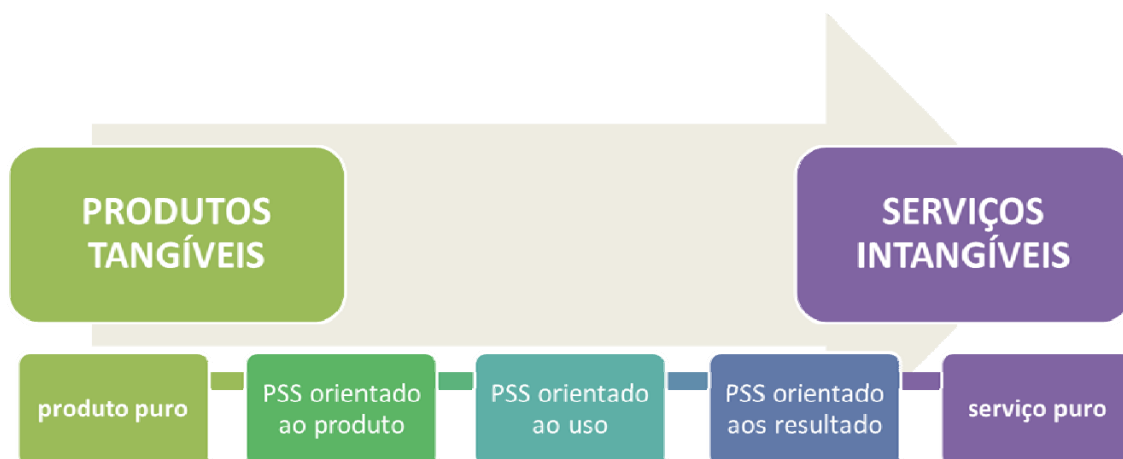 PRODUTOS
TANGÍVEIS
SERVIÇOS
INTANGÍVEIS
produto puro
PSS orientado
ao produto
PSS orientado
ao uso
PSS orientado
aos resultado
serviço puro